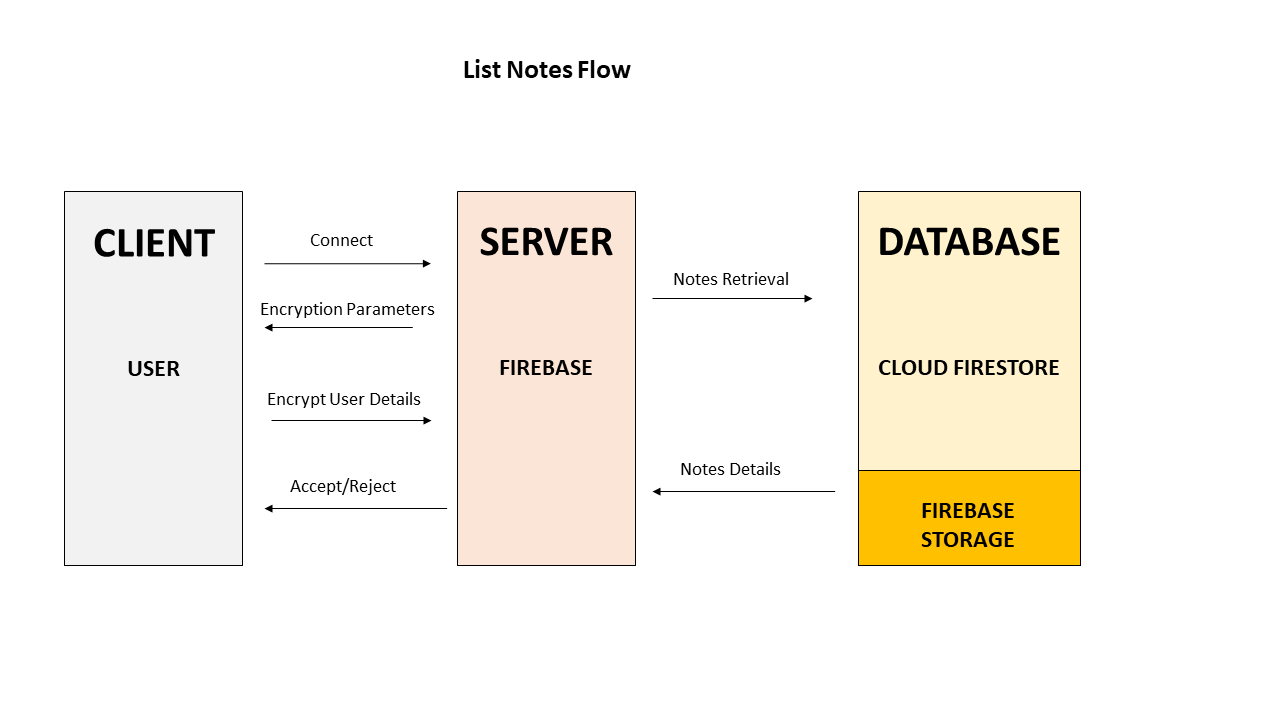 List Notes Flow
CLIENT
USER
Connect
Encryption Parameters
Encrypt User Details
Accept/Reject
SERVER
FIREBASE
Notes Retrieval
Notes Details
DATABASE
CLOUD FIRESTORE
FIREBASE
STORAGE